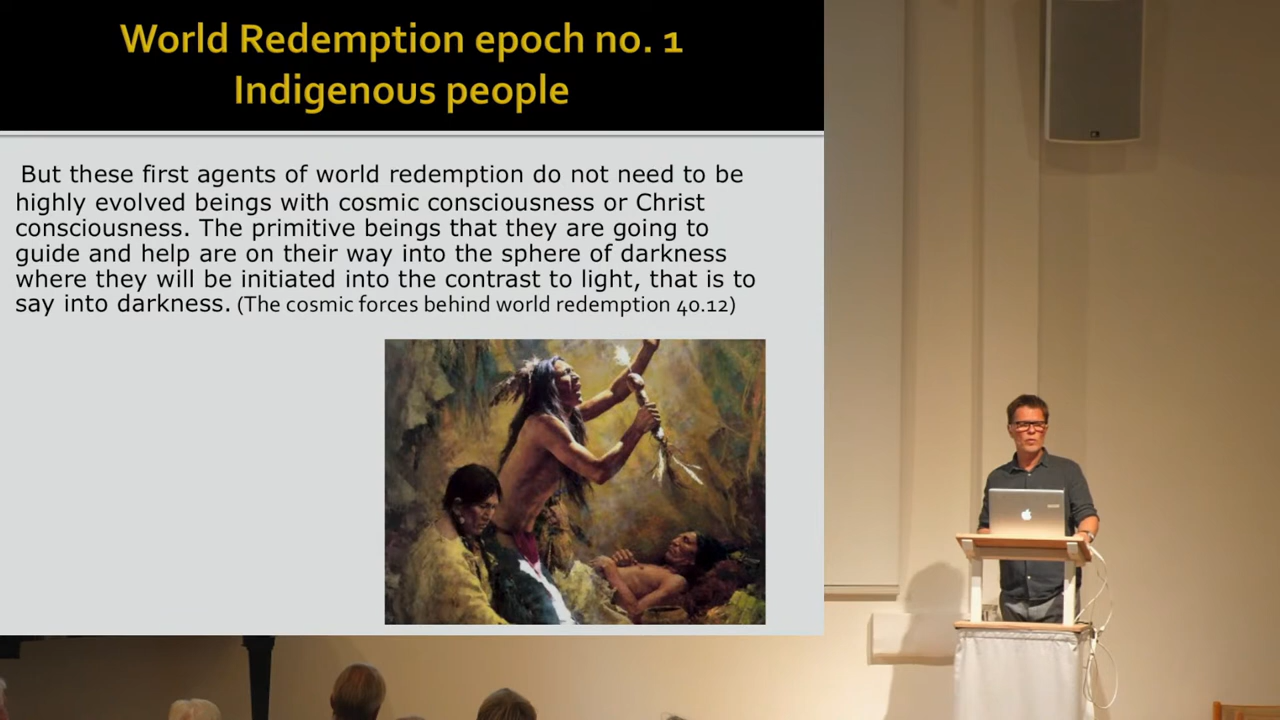 World Redemption epoch no. 1
Indigenous people
But these first agents of world redemption do not need to be
highly evolved beings with cosmic consciousness or Christ
consciousness. The primitive beings that they are going to
guide and help are on their way into the sphere of darkness
where they will be initiated into the contrast to light, that is to
say into darkness. (The cosmic forces behind world redemption 40.12)